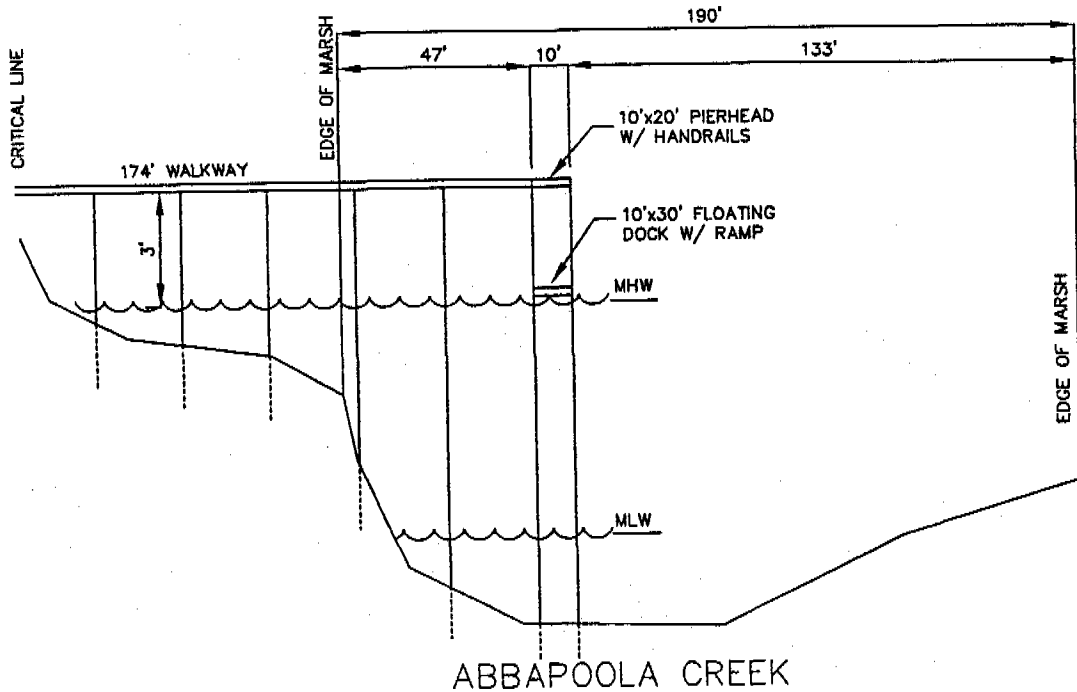 190'
47'
10'
133'
CRITICAL LINE
EDGE OF MARSH
10'x20' PIERHEAD
W/ HANDRAILS
174' WALKWAY
3'
10'x30' FLOATING
DOCK W/ RAMP
MHW
EDGE OF MARSH
MLW
ABBAPOOLA CREEK